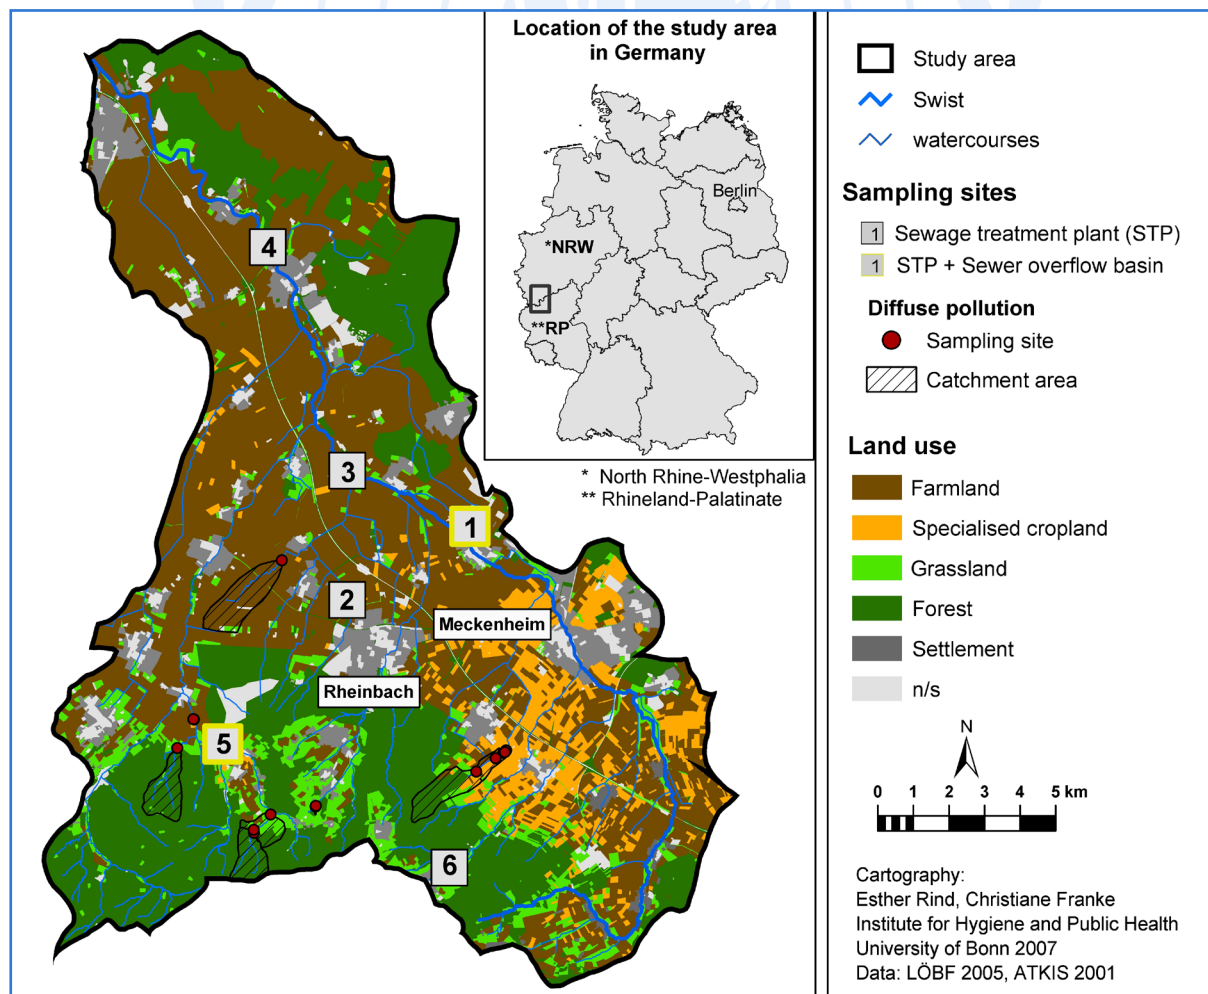 Location of the study area
in Germany
Berlin
*NRW
**RP
* North Rhine-Westphalia
** Rhineland-Palatinate
4
3
1
2
Meckenheim
Rheinbach
5
6
Study area
Swist
watercourses
Sampling sites
1 Sewage treatment plant (STP)
1 STP + Sewer overflow basin
Diffuse pollution
Sampling site
Catchment area
Land use
Farmland
Specialised cropland
Grassland
Forest
Settlement
n/s
N
0 1 2 3 4 5 km
Cartography:
Esther Rind, Christiane Franke
Institute for Hygiene and Public Health
University of Bonn 2007
Data: LÖBF 2005, ATKIS 2001